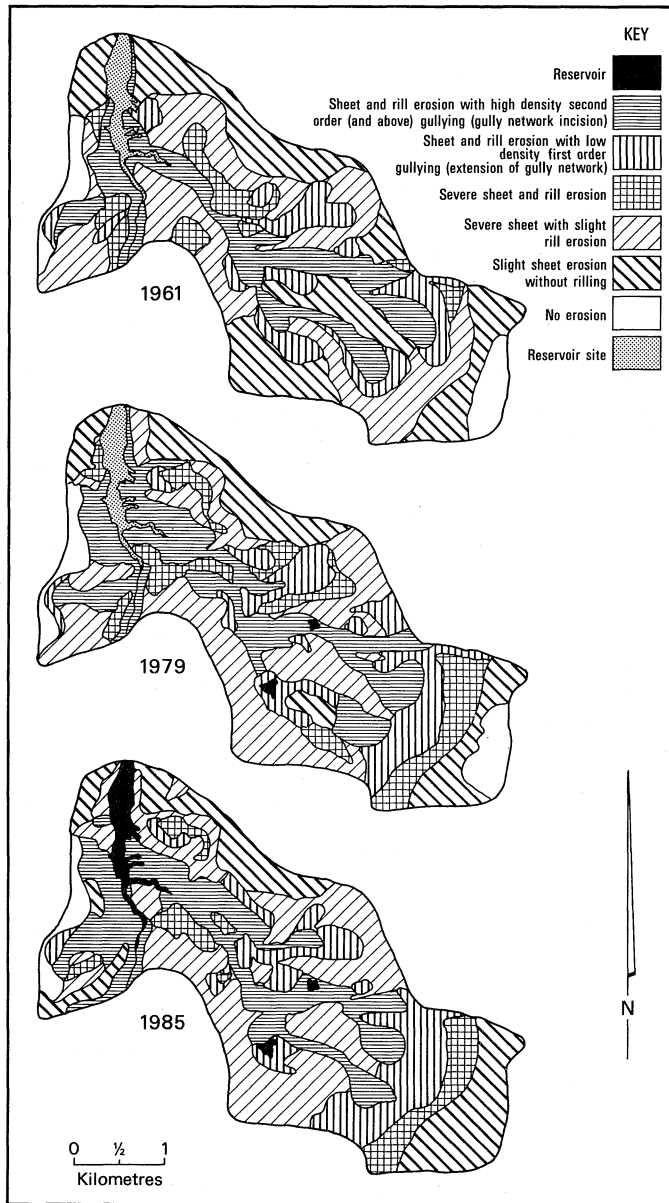 KEY
Reservoir
Sheet and rill erosion with high density second
order (and above) gullying (gully network incision)
Sheet and rill erosion with low
density first order
gullying (extension of gully network)
Severe sheet and rill erosion
Severe sheet with slight
rill erosion
Slight sheet erosion
without rilling
No erosion
Reservoir site
1961
1979
1985
N
0 ½ 1
Kilometres